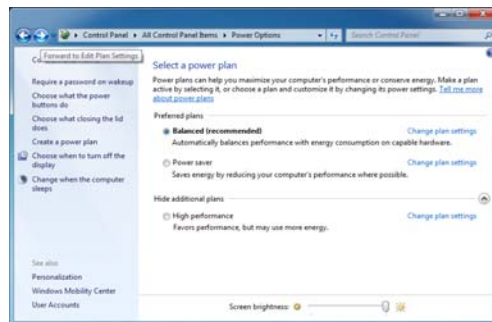 Control Panel ▸ All Control Panel Items ▸ Power Options
Search Control Panel
Forward to Edit Plan Settings
Require a password on wakeup
Choose what the power
buttons do
Choose what closing the lid
does
Create a power plan
Choose when to turn off the
display
Change when the computer
sleeps
See also
Personalization
Windows Mobility Center
User Accounts
Select a power plan
Power plans can help you maximize your computer's performance or conserve energy. Make a plan
active by selecting it, or choose a plan and customize it by changing its power settings. Tell me more
about power plans
Preferred plans
Balanced (recommended) Change plan settings
Automatically balances performance with energy consumption on capable hardware.
Power saver Change plan settings
Saves energy by reducing your computer's performance where possible.
Hide additional plans
High performance Change plan settings
Favors performance, but may use more energy.
Screen brightness: